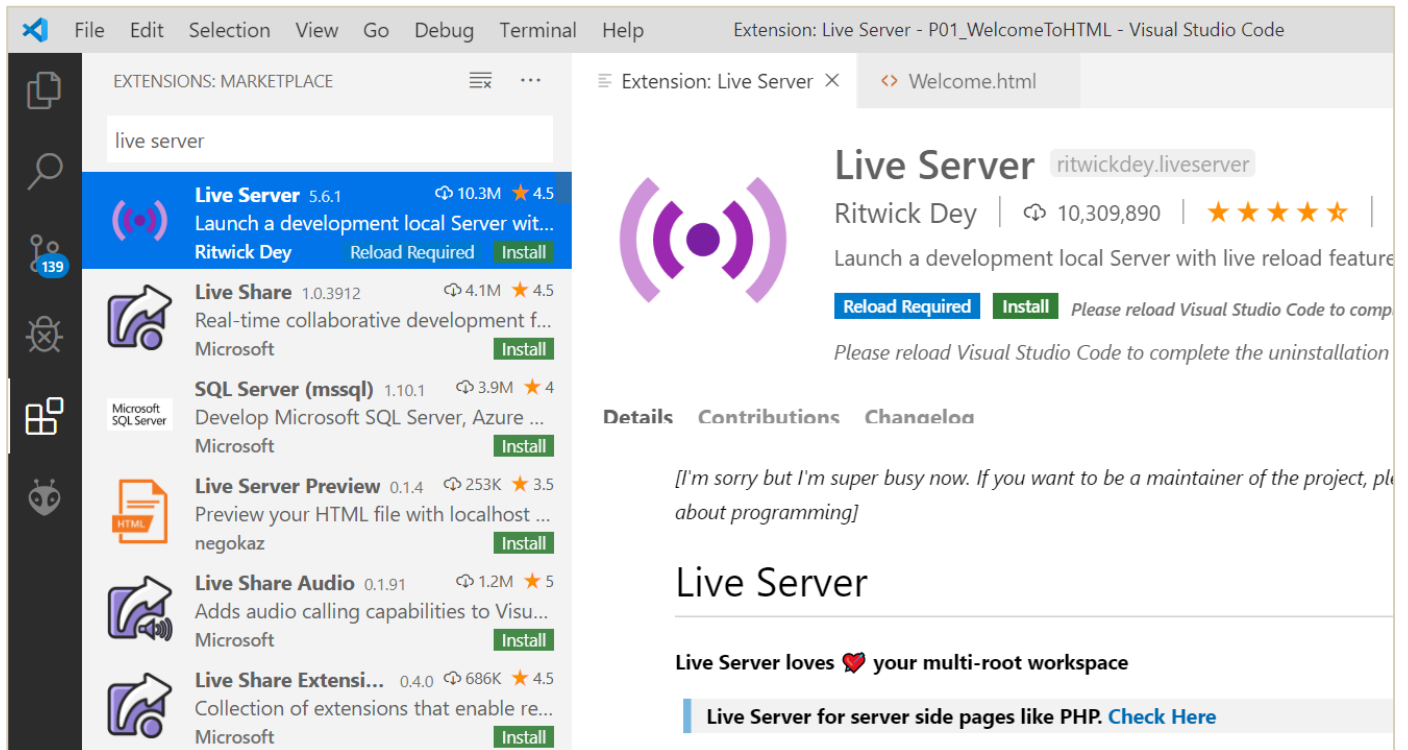 File Edit Selection View Go Debug Terminal Help Extension: Live Server - P01_WelcomeToHTML - Visual Studio Code
EXTENSIONS: MARKETPLACE
live server
Live Server 5.6.1 10.3M 4.5
Launch a development local Server wit...
Ritwick Dey Reload Required Install
Live Share 1.0.3912 4.1M 4.5
Real-time collaborative development f...
Microsoft Install
Microsoft
SQL Server
SQL Server (mssql) 1.10.1 3.9M 4
Develop Microsoft SQL Server, Azure ...
Microsoft Install
HTML
Live Server Preview 0.1.4 253K 3.5
Preview your HTML file with localhost ...
negokaz Install
Live Share Audio 0.1.91 1.2M 5
Adds audio calling capabilities to Visu...
Microsoft Install
Live Share Extensi... 0.4.0 686K 4.5
Collection of extensions that enable re...
Microsoft Install
139
Extension: Live Server Welcome.html
Live Server ritwickdey.liveserver
Ritwick Dey 10,309,890
Launch a development local Server with live reload feature
Reload Required Install Please reload Visual Studio Code to comp
Please reload Visual Studio Code to complete the uninstallation
Details Contributions Changelog
[I'm sorry but I'm super busy now. If you want to be a maintainer of the project, ple
about programming]
Live Server
Live Server loves your multi-root workspace
Live Server for server side pages like PHP. Check Here